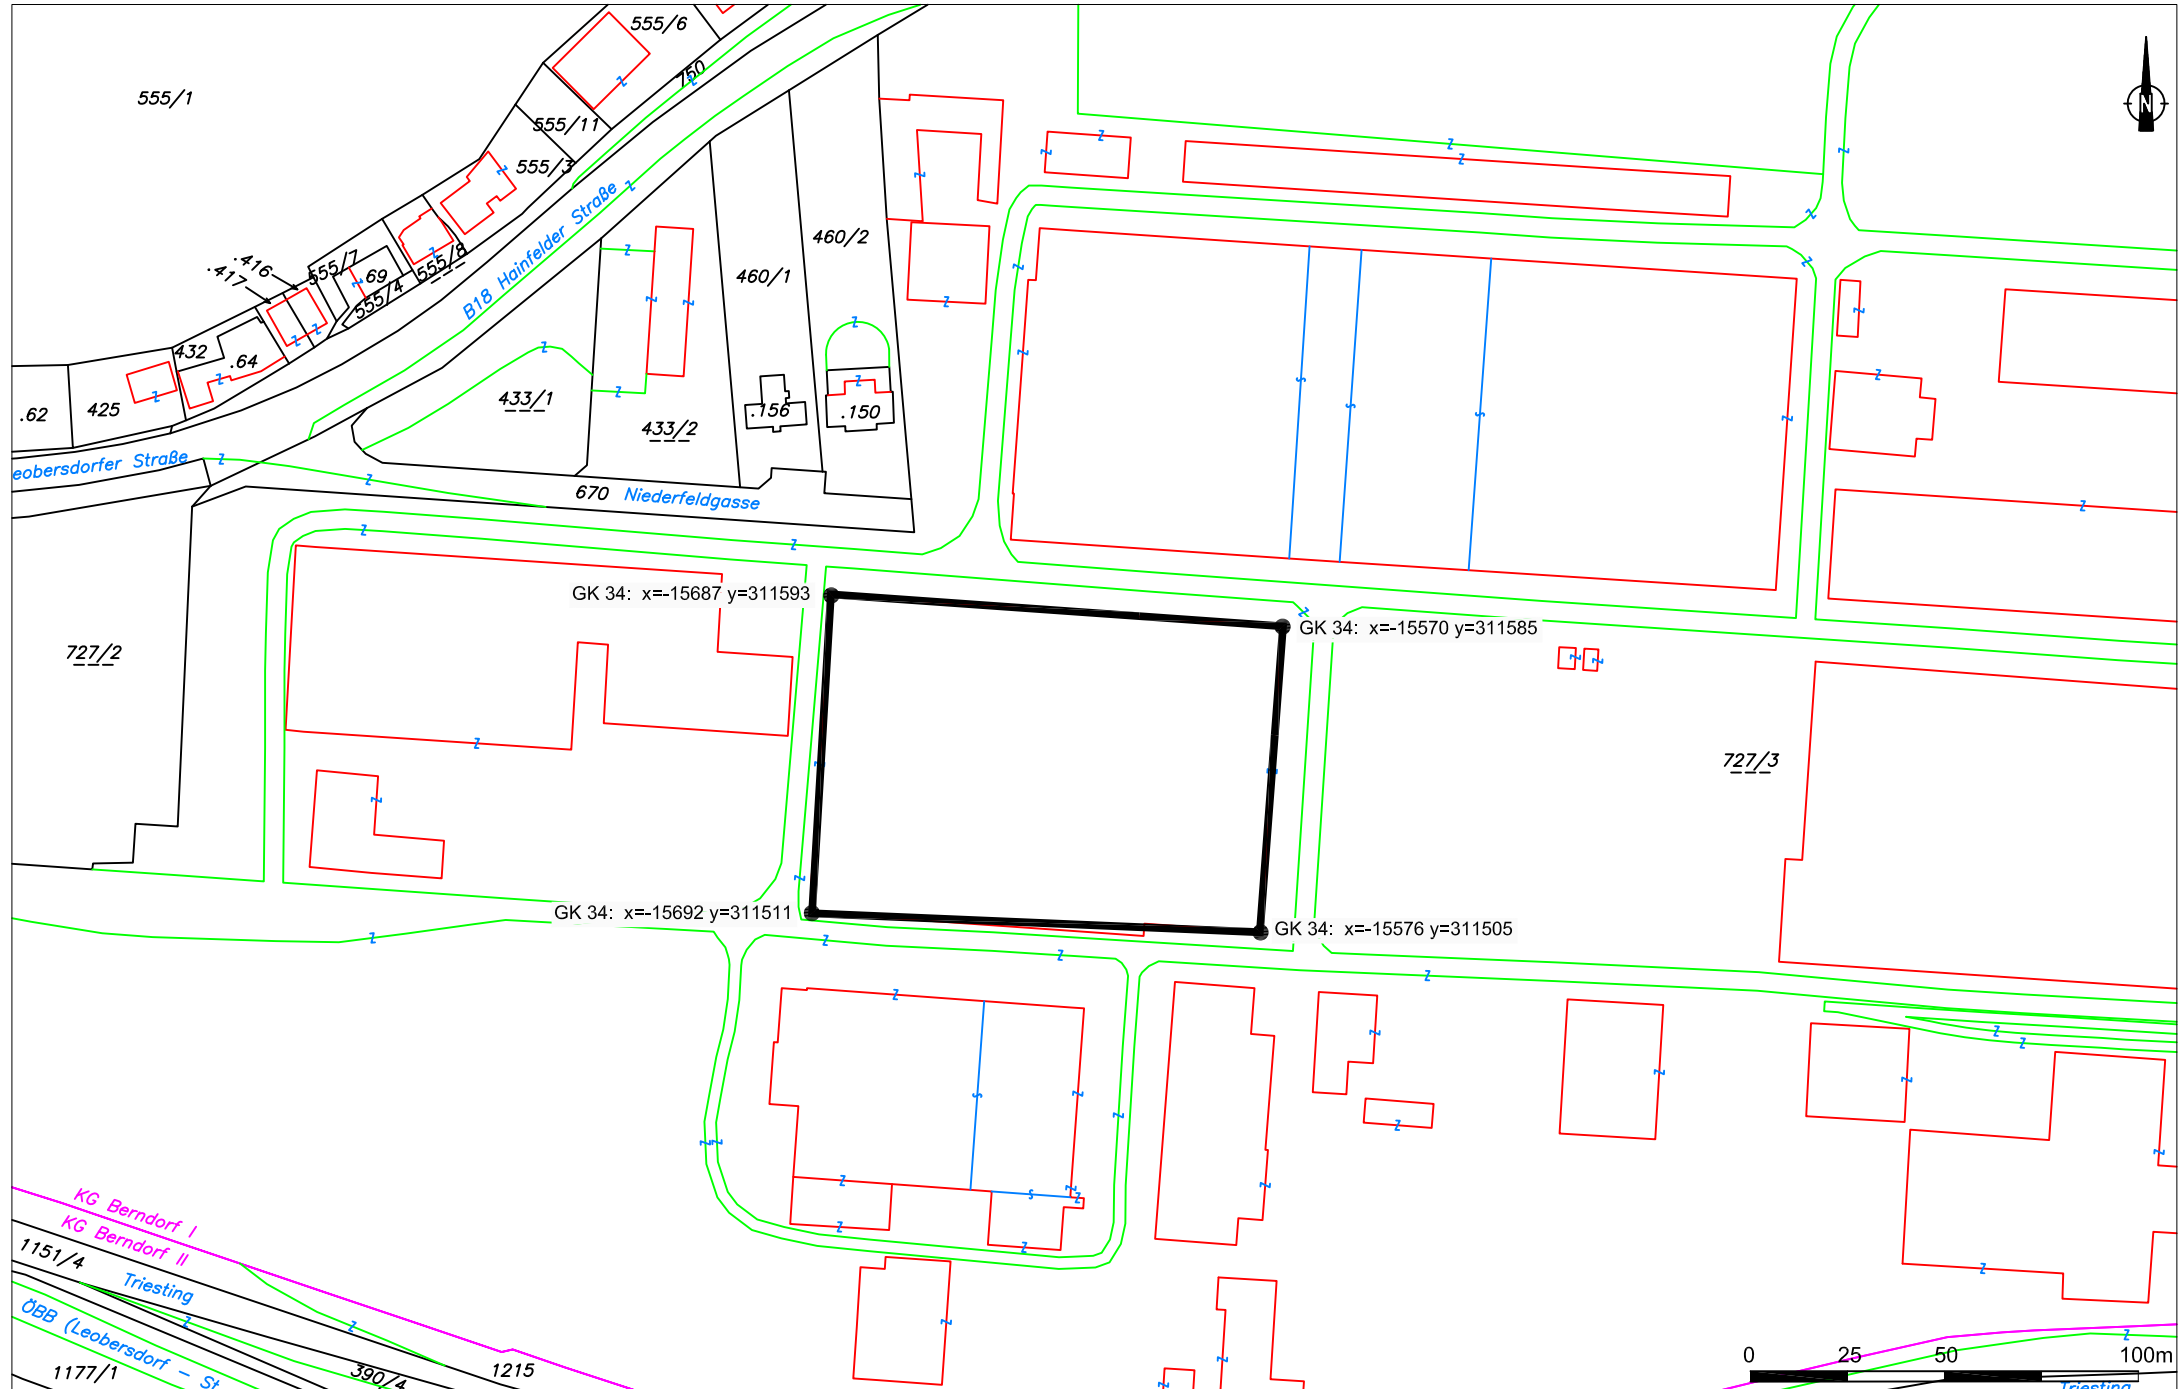 555/6
750
555/1
N
555/11
555/3
B18 Hainfelder Straße
460/2
460/1
.416
.417
555/7
69
555/8
555/4
432
.64
.62
425
433/1
433/2
.156
.150
eobersdorfer Straße
670 Niederfeldgasse
GK 34: x=-15687 y=311593
GK 34: x=-15570 y=311585
727/2
727/3
GK 34: x=-15692 y=311511
GK 34: x=-15576 y=311505
KG Berndorf I
KG Berndorf II
1151/4
Triesting
ÖBB (Leobersdorf – St
1177/1
390/4
1215
0 25 50 100m
Triesting